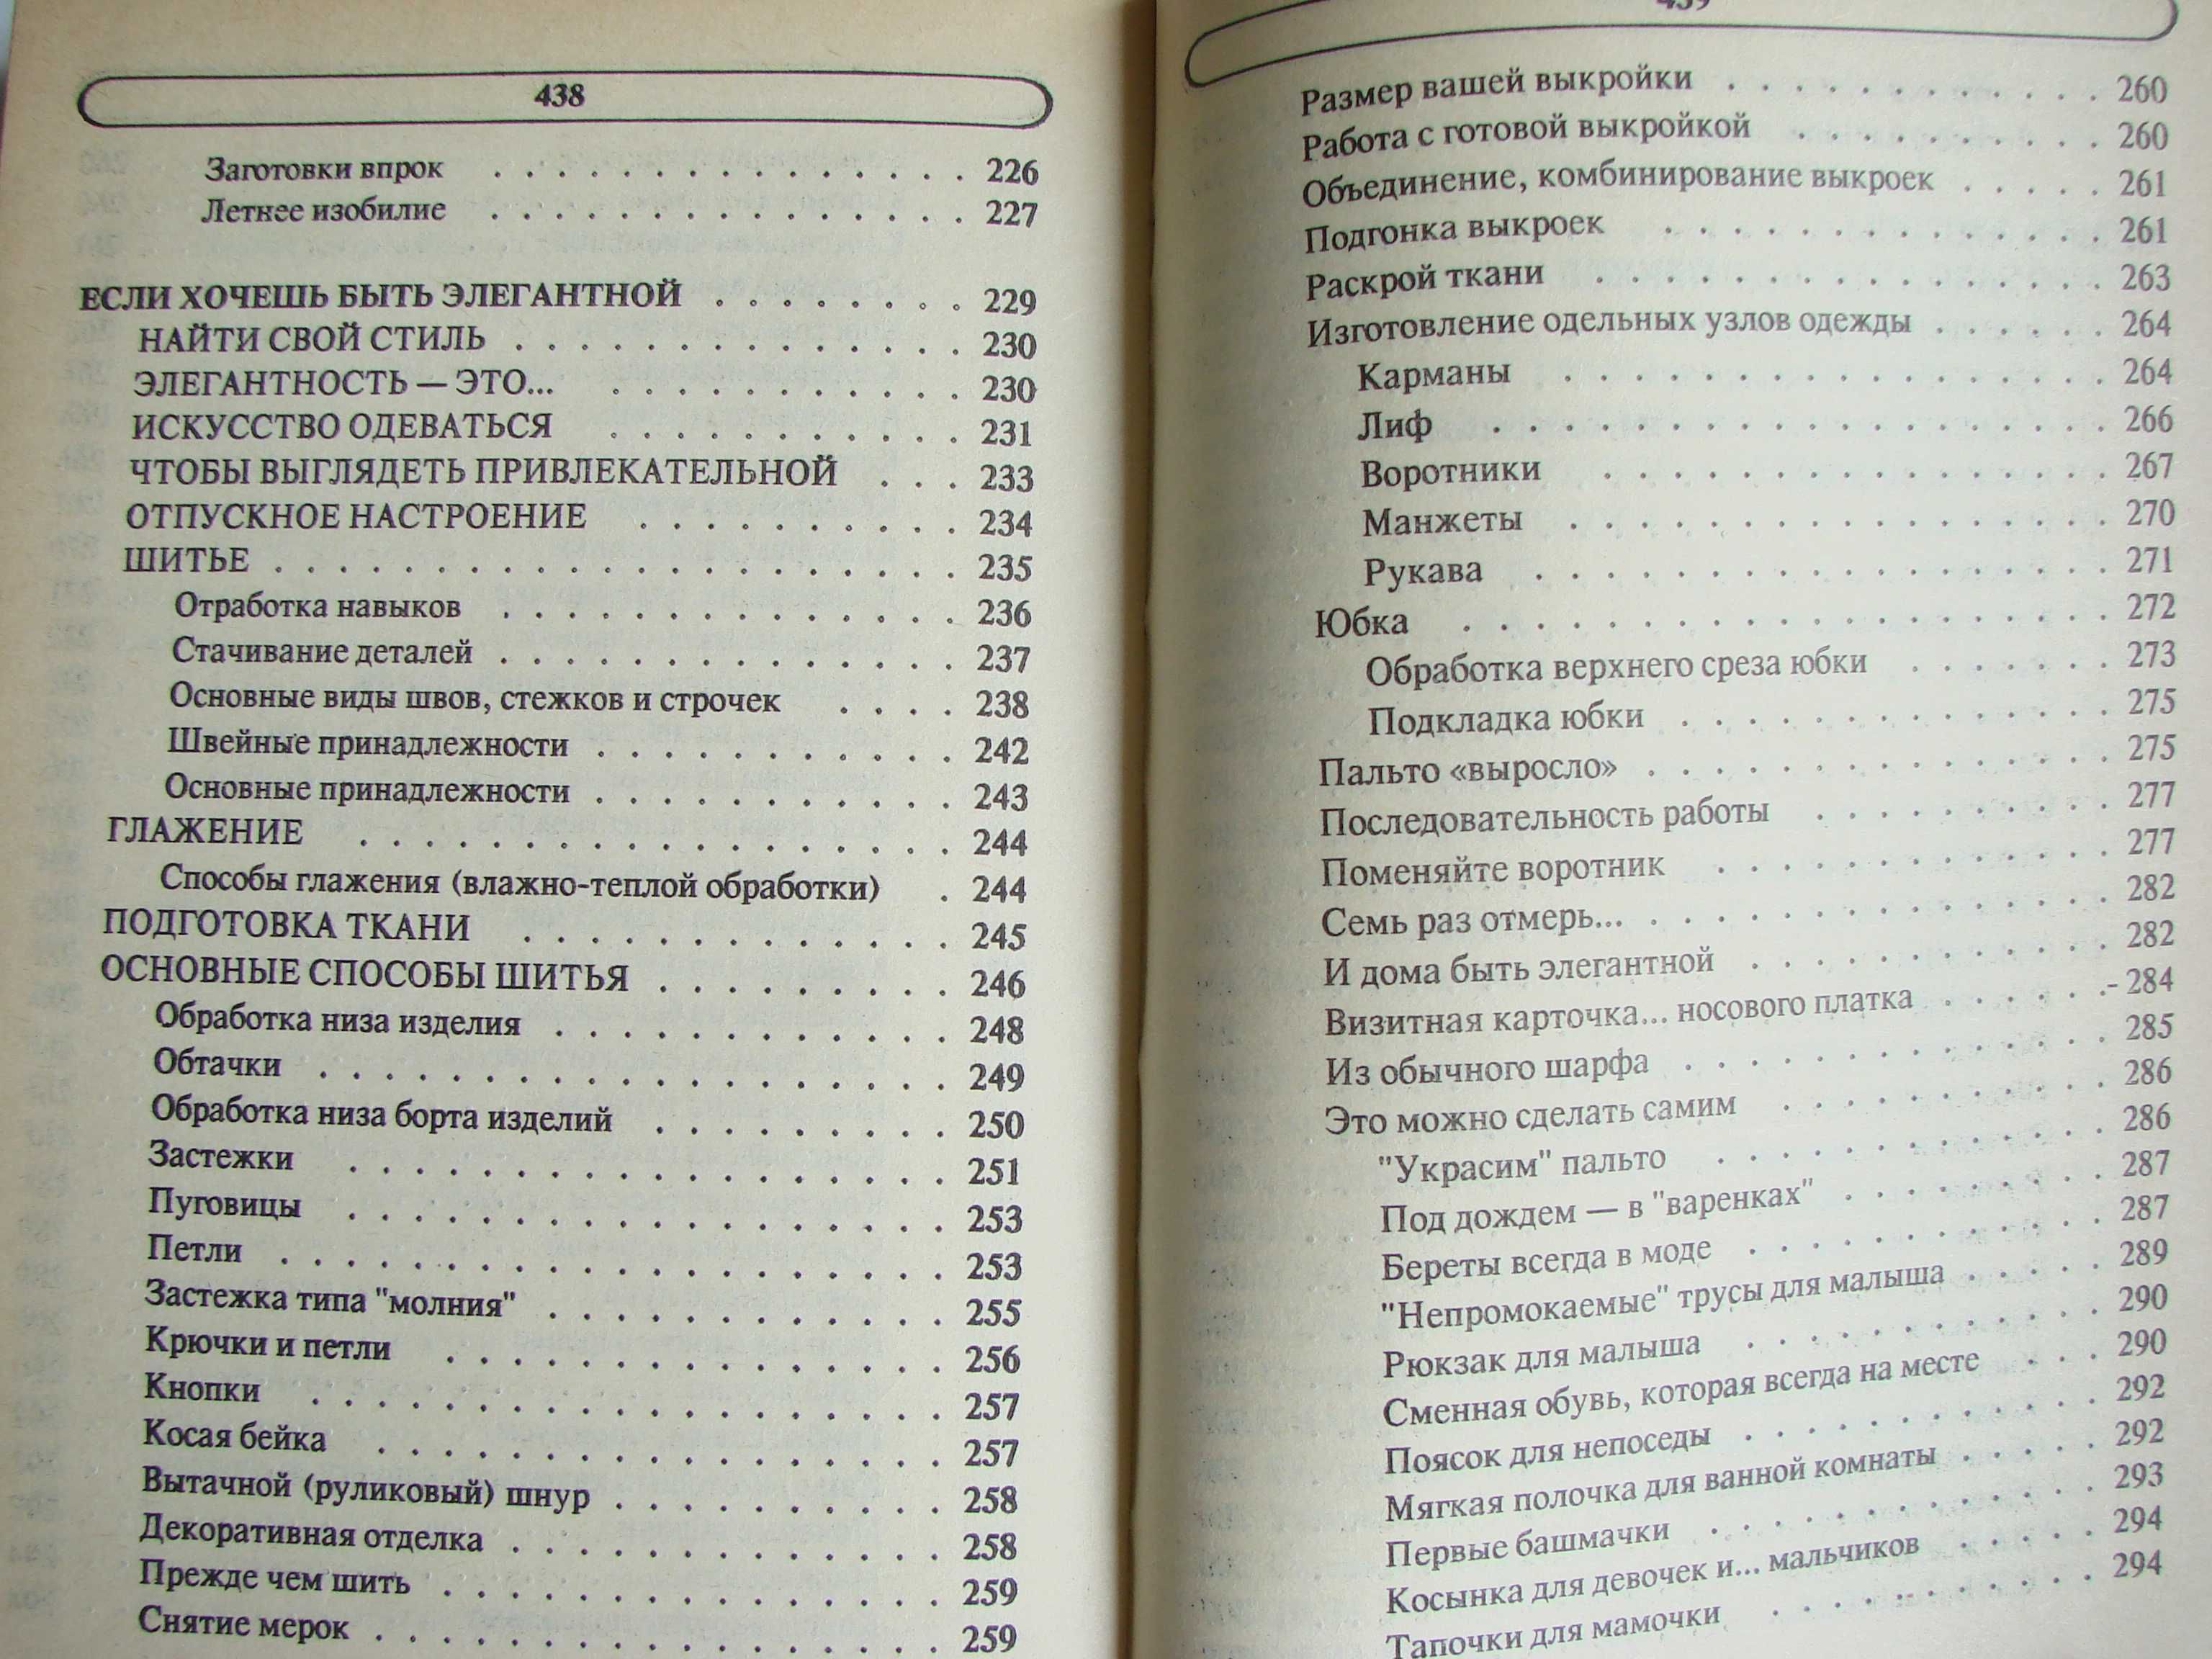 438
Заготовки впрок . . . . . . . . . . . . . . 226
Летнее изобилие . . . . . . . . . . . . . . 227
ЕСЛИ ХОЧЕШЬ БЫТЬ ЭЛЕГАНТНОЙ . . . . . . . . 229
НАЙТИ СВОЙ СТИЛЬ . . . . . . . . . . . . . . 230
ЭЛЕГАНТНОСТЬ — ЭТО... . . . . . . . . . . . 230
ИСКУССТВО ОДЕВАТЬСЯ . . . . . . . . . . . 231
ЧТОБЫ ВЫГЛЯДЕТЬ ПРИВЛЕКАТЕЛЬНОЙ . . . 233
ОТПУСКНОЕ НАСТРОЕНИЕ . . . . . . . . . . 234
ШИТЬЕ . . . . . . . . . . . . . . . . . . . . 235
Отработка навыков . . . . . . . . . . . . . . 236
Стачивание деталей . . . . . . . . . . . . . . 237
Основные виды швов, стежков и строчек . . . . 238
Швейные принадлежности . . . . . . . . . . . 242
Основные принадлежности . . . . . . . . . . . 243
ГЛАЖЕНИЕ . . . . . . . . . . . . . . . . . . 244
Способы глажения (влажно-теплой обработки) . 244
ПОДГОТОВКА ТКАНИ . . . . . . . . . . . . . 245
ОСНОВНЫЕ СПОСОБЫ ШИТЬЯ . . . . . . . . . 246
Обработка низа изделия . . . . . . . . . . . . 248
Обтачки . . . . . . . . . . . . . . . . . . . 249
Обработка низа борта изделий . . . . . . . . . 250
Застежки . . . . . . . . . . . . . . . . . . 251
Пуговицы . . . . . . . . . . . . . . . . . . 253
Петли . . . . . . . . . . . . . . . . . . . . 253
Застежка типа "молния" . . . . . . . . . . . . 255
Крючки и петли . . . . . . . . . . . . . . . 256
Кнопки . . . . . . . . . . . . . . . . . . . 257
Косая бейка . . . . . . . . . . . . . . . . . 257
Вытачной (руликовый) шнур . . . . . . . . . . 258
Декоративная отделка . . . . . . . . . . . . . 258
Прежде чем шить . . . . . . . . . . . . . . . 259
Снятие мерок . . . . . . . . . . . . . . . . . 259
439
Размер вашей выкройки . . . . . . . . . . . . 260
Работа с готовой выкройкой . . . . . . . . . . 260
Объединение, комбинирование выкроек . . . . . 261
Подгонка выкроек . . . . . . . . . . . . . 261
Раскрой ткани . . . . . . . . . . . . . . . 263
Изготовление одельных узлов одежды . . . . . . 264
Карманы . . . . . . . . . . . . . . . . 264
Лиф . . . . . . . . . . . . . . . . . . 266
Воротники . . . . . . . . . . . . . . . 267
Манжеты . . . . . . . . . . . . . . . . 270
Рукава . . . . . . . . . . . . . . . . . 271
Юбка . . . . . . . . . . . . . . . . . . . 272
Обработка верхнего среза юбки . . . . . . . 273
Подкладка юбки . . . . . . . . . . . . . 275
Пальто «выросло» . . . . . . . . . . . . . . 275
Последовательность работы . . . . . . . . . . 277
Поменяйте воротник . . . . . . . . . . . . . 277
Семь раз отмерь... . . . . . . . . . . . . . . 282
И дома быть элегантной . . . . . . . . . . . 282
Визитная карточка... носового платка . . . . . .- 284
Из обычного шарфа . . . . . . . . . . . . . 285
Это можно сделать самим . . . . . . . . . . 286
"Украсим" пальто . . . . . . . . . . . . 286
Под дождем — в "варенках" . . . . . . . . 287
Береты всегда в моде . . . . . . . . . . . 287
"Непромокаемые" трусы для малыша . . . . . 289
Рюкзак для малыша . . . . . . . . . . . 290
Сменная обувь, которая всегда на месте . . . 290
Поясок для непоседы . . . . . . . . . . . 292
Мягкая полочка для ванной комнаты . . . . . 292
Первые башмачки . . . . . . . . . . . . 293
Косынка для девочек и... мальчиков . . . . . 294
Тапочки для мамочки . . . . . . . . . . 294